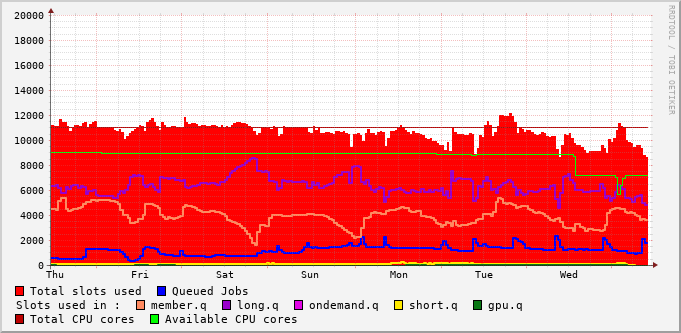 20000
18000
16000
14000
12000
10000
8000
6000
4000
2000
0
Thu Fri Sat Sun Mon Tue Wed
Total slots used Queued Jobs
Slots used in : member.q long.q ondemand.q short.q gpu.q
Total CPU cores Available CPU cores
RRDTOOL / TOBI OETIKER